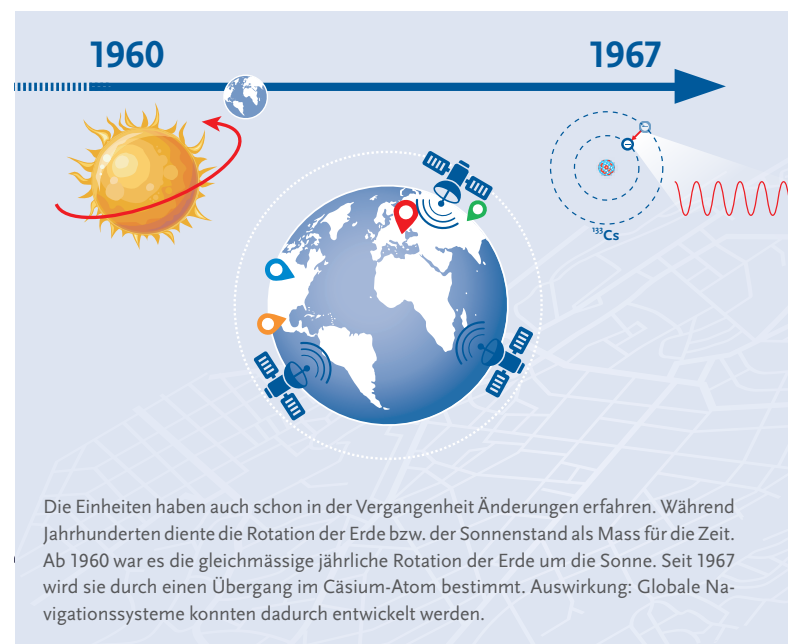 1960
1967
¹³³Cs
Die Einheiten haben auch schon in der Vergangenheit Änderungen erfahren. Während
Jahrhunderten diente die Rotation der Erde bzw. der Sonnenstand als Mass für die Zeit.
Ab 1960 war es die gleichmässige jährliche Rotation der Erde um die Sonne. Seit 1967
wird sie durch einen Übergang im Cäsium-Atom bestimmt. Auswirkung: Globale Na-
vigationssysteme konnten dadurch entwickelt werden.